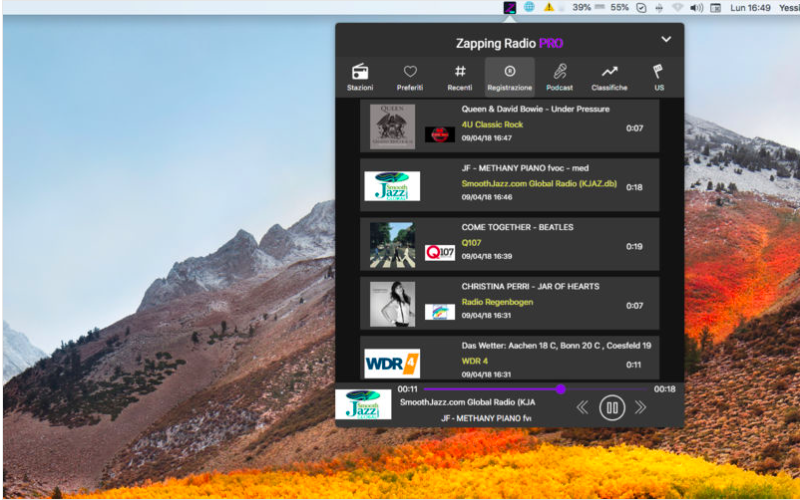 39% 55% Lun 16:49 Yessi
Zapping Radio PRO
Stazioni Preferiti Recenti Registrazione Podcast Classifiche US
QUEEN
Queen & David Bowie - Under Pressure
4U Classic Rock
09/04/18 16:47
0:07
Smooth
Jazz
JF - METHANY PIANO fvoc - med
SmoothJazz.com Global Radio (KJAZ.db)
09/04/18 16:46
0:18
Q107
COME TOGETHER - BEATLES
Q107
09/04/18 16:39
0:19
CHRISTINA PERRI - JAR OF HEARTS
Radio Regenbogen
09/04/18 16:31
0:07
WDR 4
Das Wetter: Aachen 18 C, Bonn 20 C , Coesfeld 19
WDR 4
09/04/18 16:31
0:11
00:11 00:18
Smooth
Jazz
SmoothJazz.com Global Radio (KJA
JF - METHANY PIANO fv